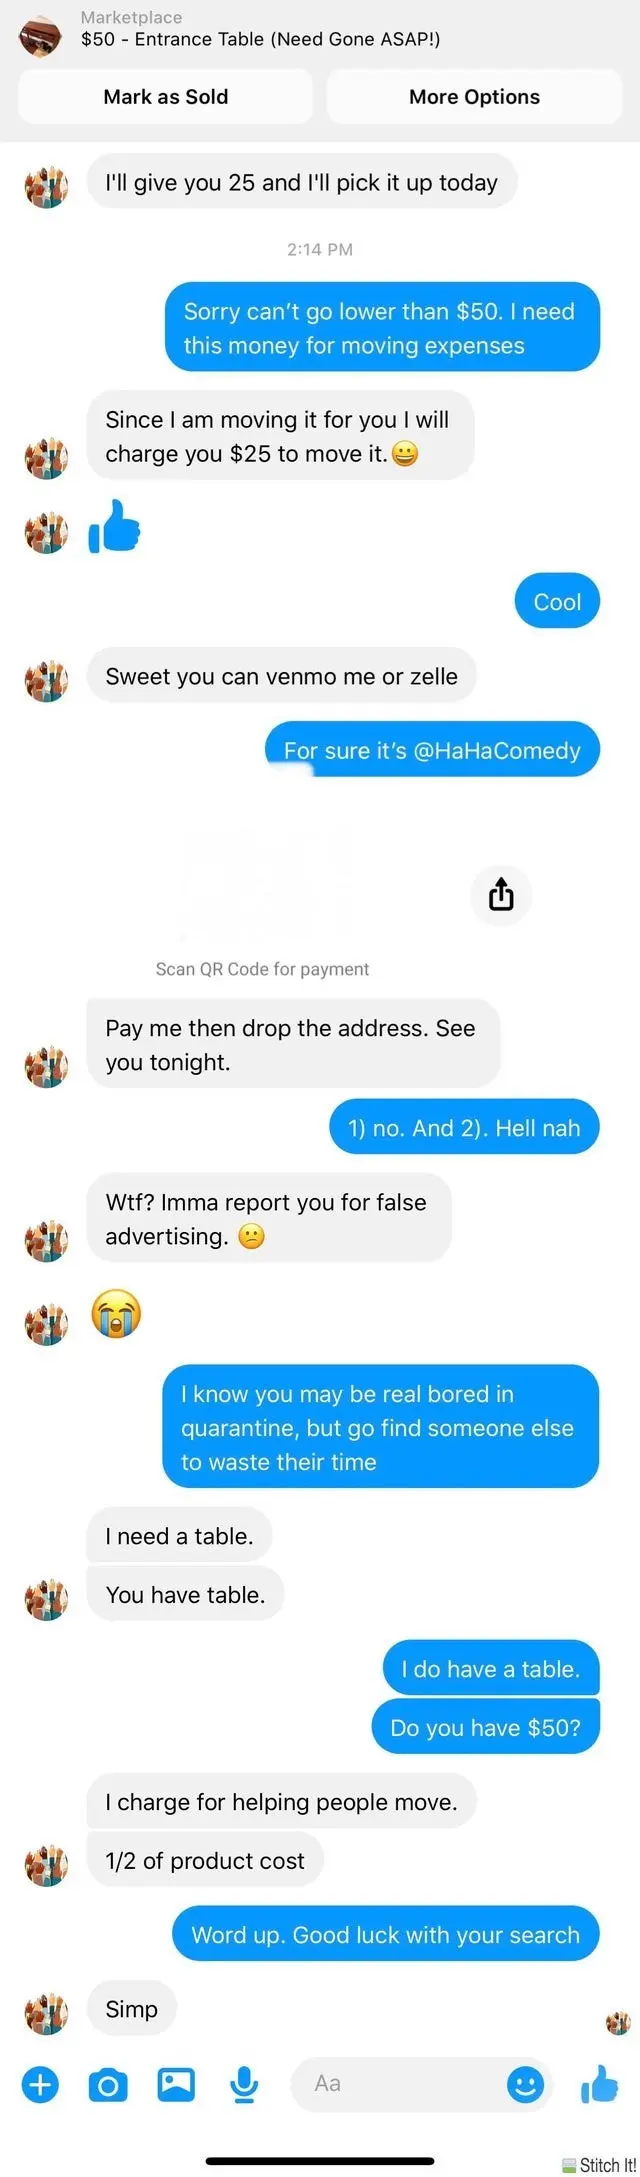 Marketplace
$50 - Entrance Table (Need Gone ASAP!)
Mark as Sold
More Options
I'll give you 25 and I'll pick it up today
2:14 PM
Sorry can't go lower than $50. I need
this money for moving expenses
Since I am moving it for you I will
charge you $25 to move it.😀
Cool
Sweet you can venmo me or zelle
For sure it's @HaHaComedy
Scan QR Code for payment
Pay me then drop the address. See
you tonight.
1) no. And 2). Hell nah
Wtf? Imma report you for false
advertising. 😕
I know you may be real bored in
quarantine, but go find someone else
to waste their time
I need a table.
You have table.
I do have a table.
Do you have $50?
I charge for helping people move.
1/2 of product cost
Word up. Good luck with your search
Simp
Aa
Stitch It!